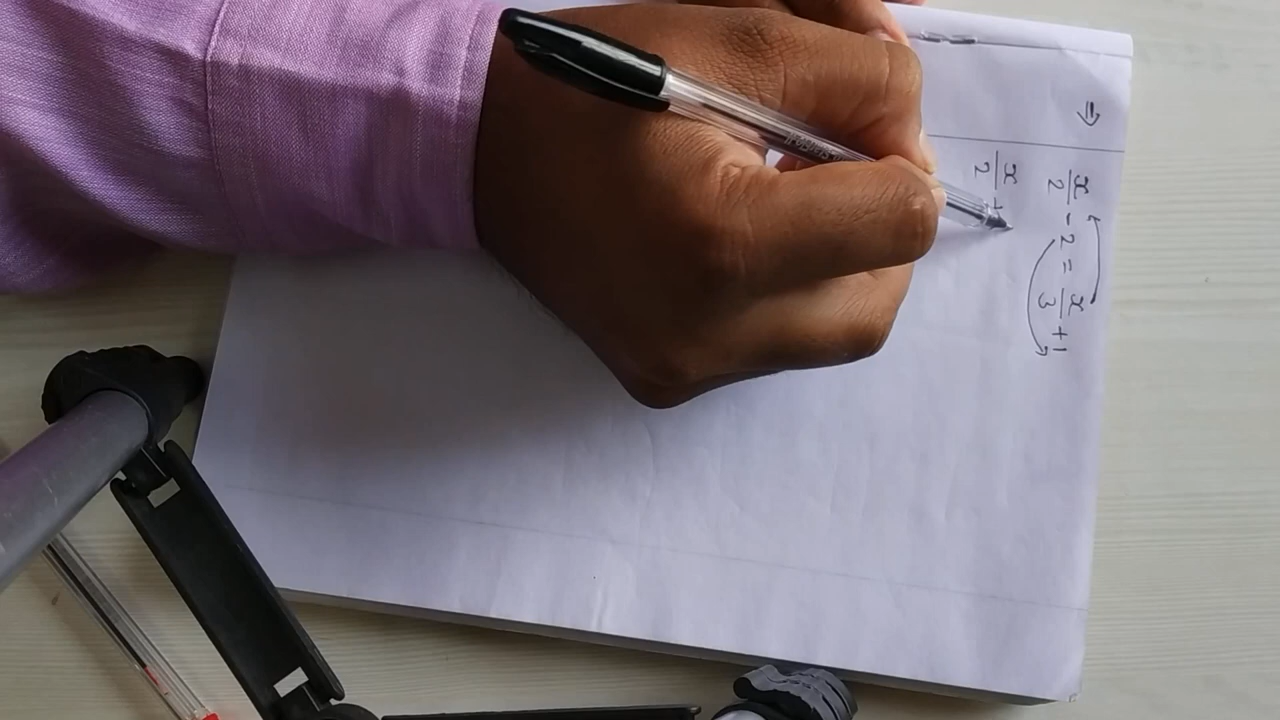 ⇒
x/2 - 2 = x/3 + 1
x/2